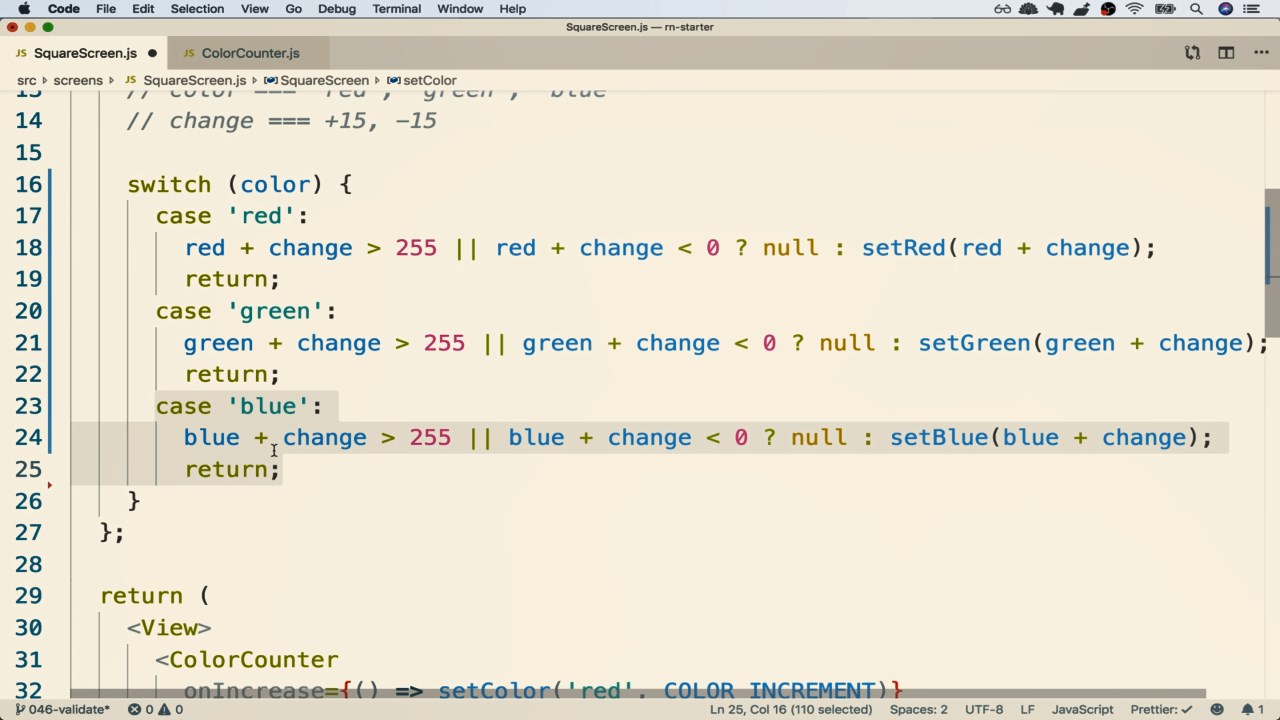 Code File Edit Selection View Go Debug Terminal Window Help
SquareScreen.js — rn-starter
JS SquareScreen.js ● JS ColorCounter.js
src ▸ screens ▸ JS SquareScreen.js ▸ SquareScreen ▸ setColor
13 // color === 'red', 'green', 'blue'
14 // change === +15, -15
15
16 switch (color) {
17 case 'red':
18 red + change > 255 || red + change < 0 ? null : setRed(red + change);
19 return;
20 case 'green':
21 green + change > 255 || green + change < 0 ? null : setGreen(green + change);
22 return;
23 case 'blue':
24 blue + change > 255 || blue + change < 0 ? null : setBlue(blue + change);
25 return;
26 }
27 };
28
29 return (
30 <View>
31 <ColorCounter
32 onIncrease={() => setColor('red', COLOR_INCREMENT)}
046-validate* 0 0 Ln 25, Col 16 (110 selected) Spaces: 2 UTF-8 LF JavaScript Prettier: ✓ 1